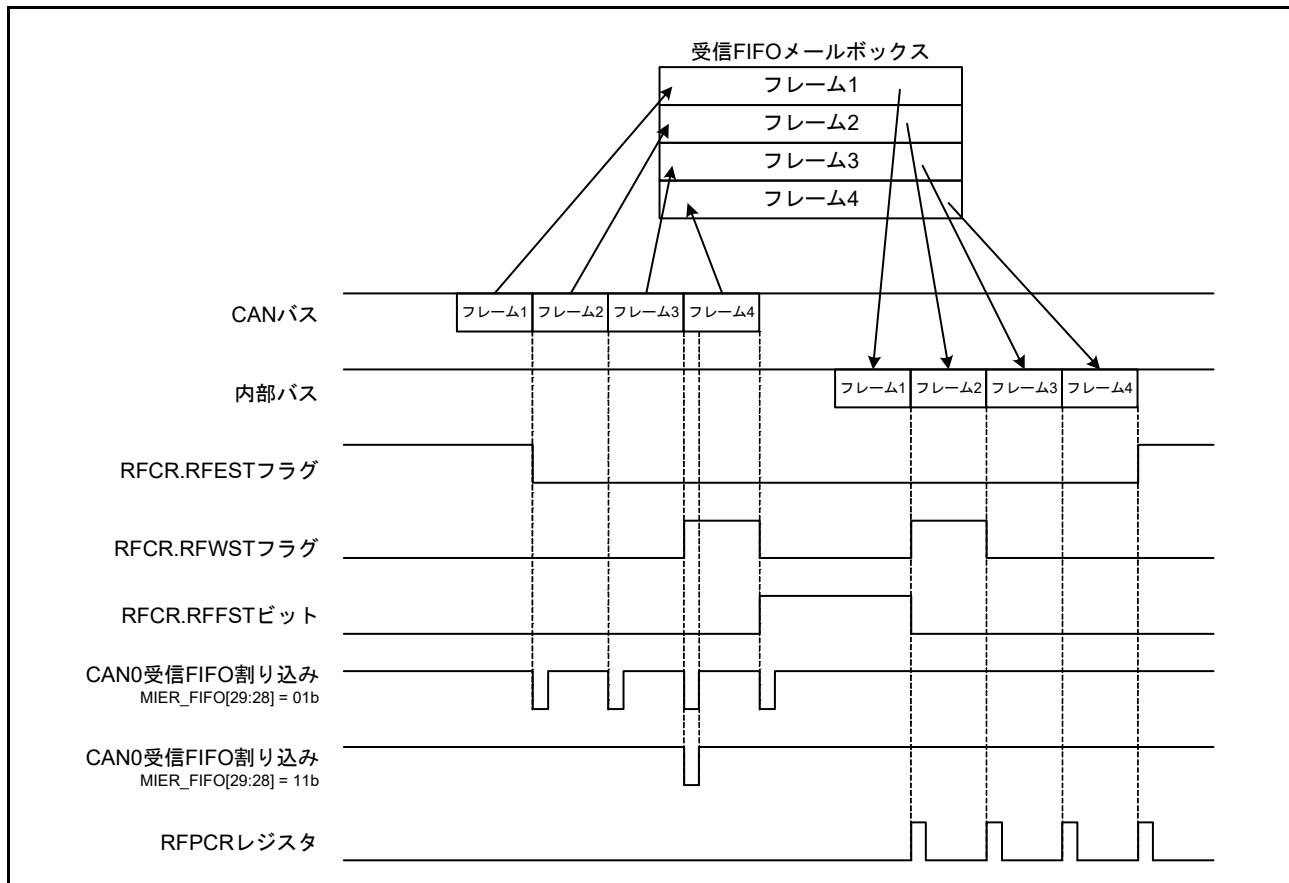 受信FIFOメールボックス
フレーム1
フレーム2
フレーム3
フレーム4
CANバス
フレーム1 フレーム2 フレーム3 フレーム4
内部バス
フレーム1 フレーム2 フレーム3 フレーム4
RFCR.RFESTフラグ
RFCR.RFWSTフラグ
RFCR.RFFSTビット
CAN0受信FIFO割り込み
MIER_FIFO[29:28] = 01b
CAN0受信FIFO割り込み
MIER_FIFO[29:28] = 11b
RFPCRレジスタ